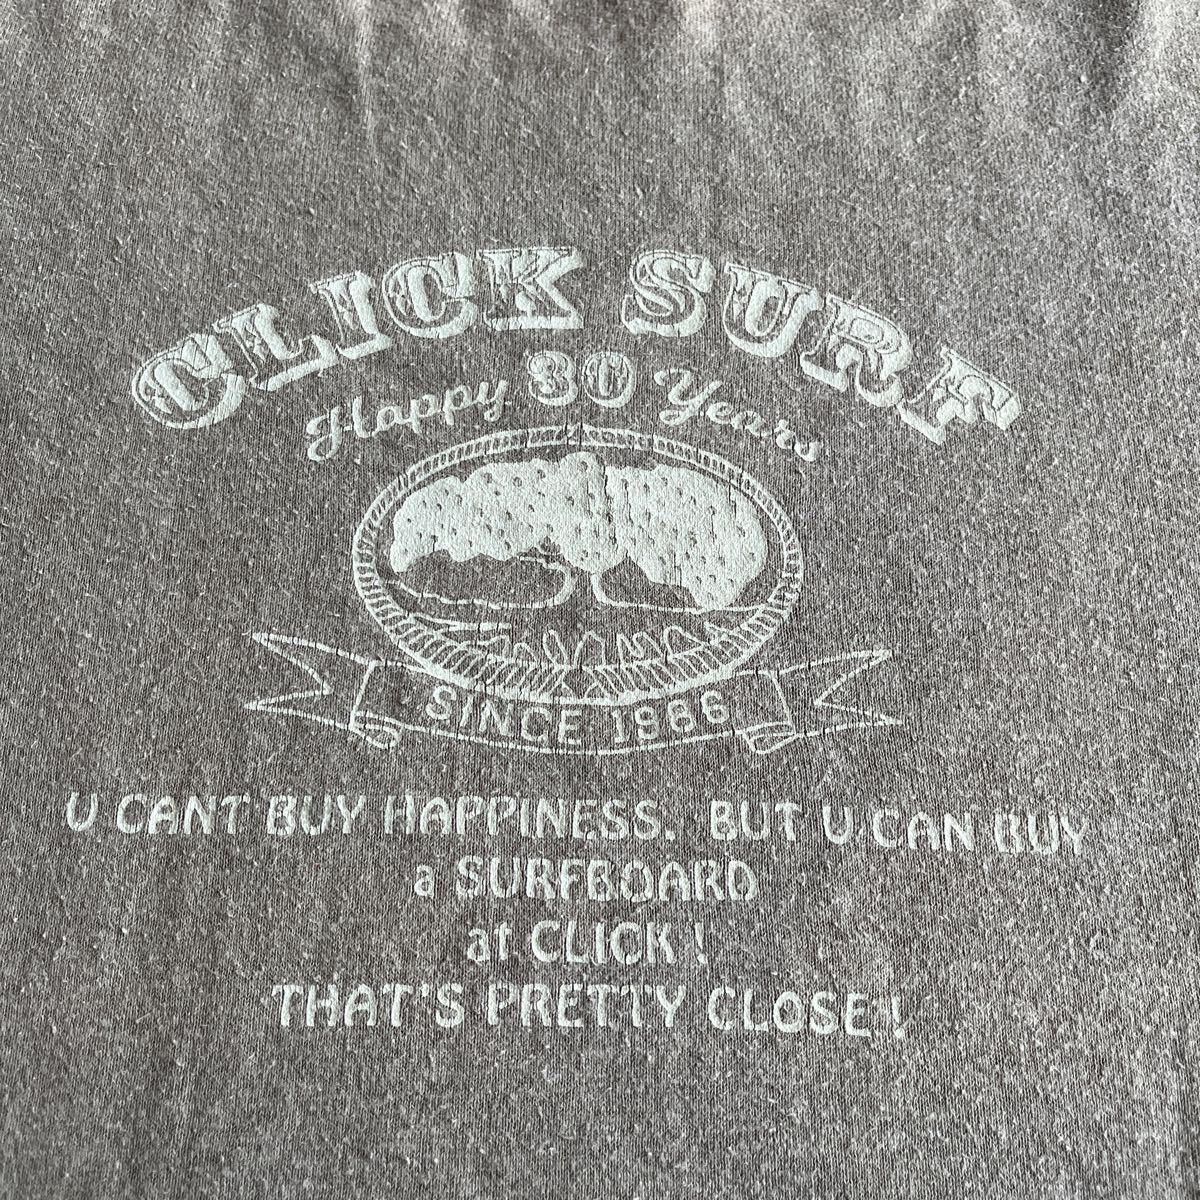 CLICK SURF
Happy 30 Years
SINCE 1986
U CANT BUY HAPPINESS. BUT U CAN BUY
a SURFBOARD
at CLICK !
THAT'S PRETTY CLOSE !